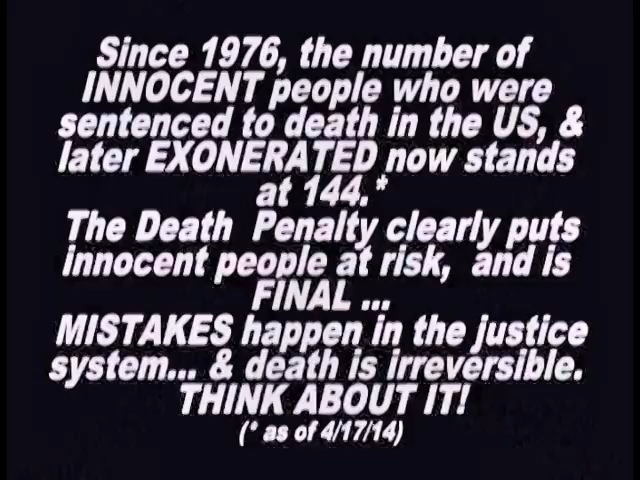 Since 1976, the number of
INNOCENT people who were
sentenced to death in the US, &
later EXONERATED now stands
at 144.*
The Death Penalty clearly puts
innocent people at risk, and is
FINAL ...
MISTAKES happen in the justice
system... & death is irreversible.
THINK ABOUT IT!
(* as of 4/17/14)